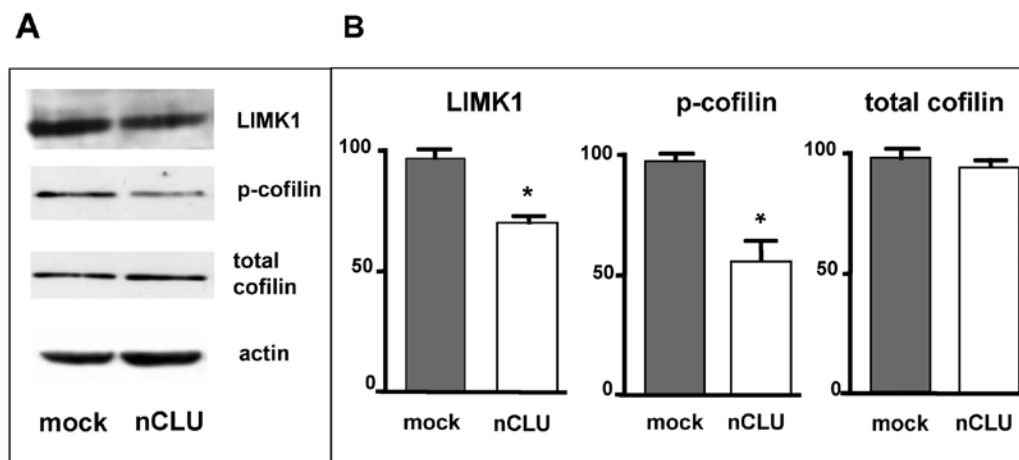 A
B
LIMK1
p-cofilin
total
cofilin
actin
mock nCLU
LIMK1
100
50
0
*
mock nCLU
p-cofilin
100
50
0
*
mock nCLU
total cofilin
100
50
0
mock nCLU